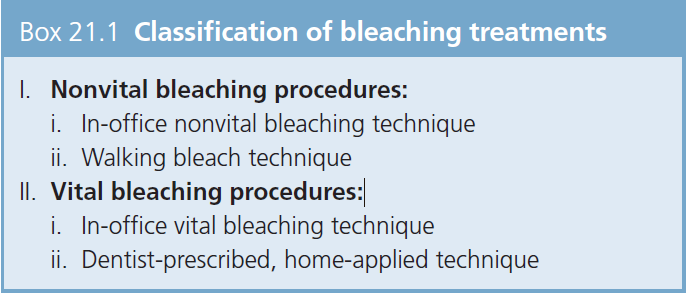 Box 21.1 Classification of bleaching treatments
I. Nonvital bleaching procedures:
i. In-office nonvital bleaching technique
ii. Walking bleach technique
II. Vital bleaching procedures:
i. In-office vital bleaching technique
ii. Dentist-prescribed, home-applied technique